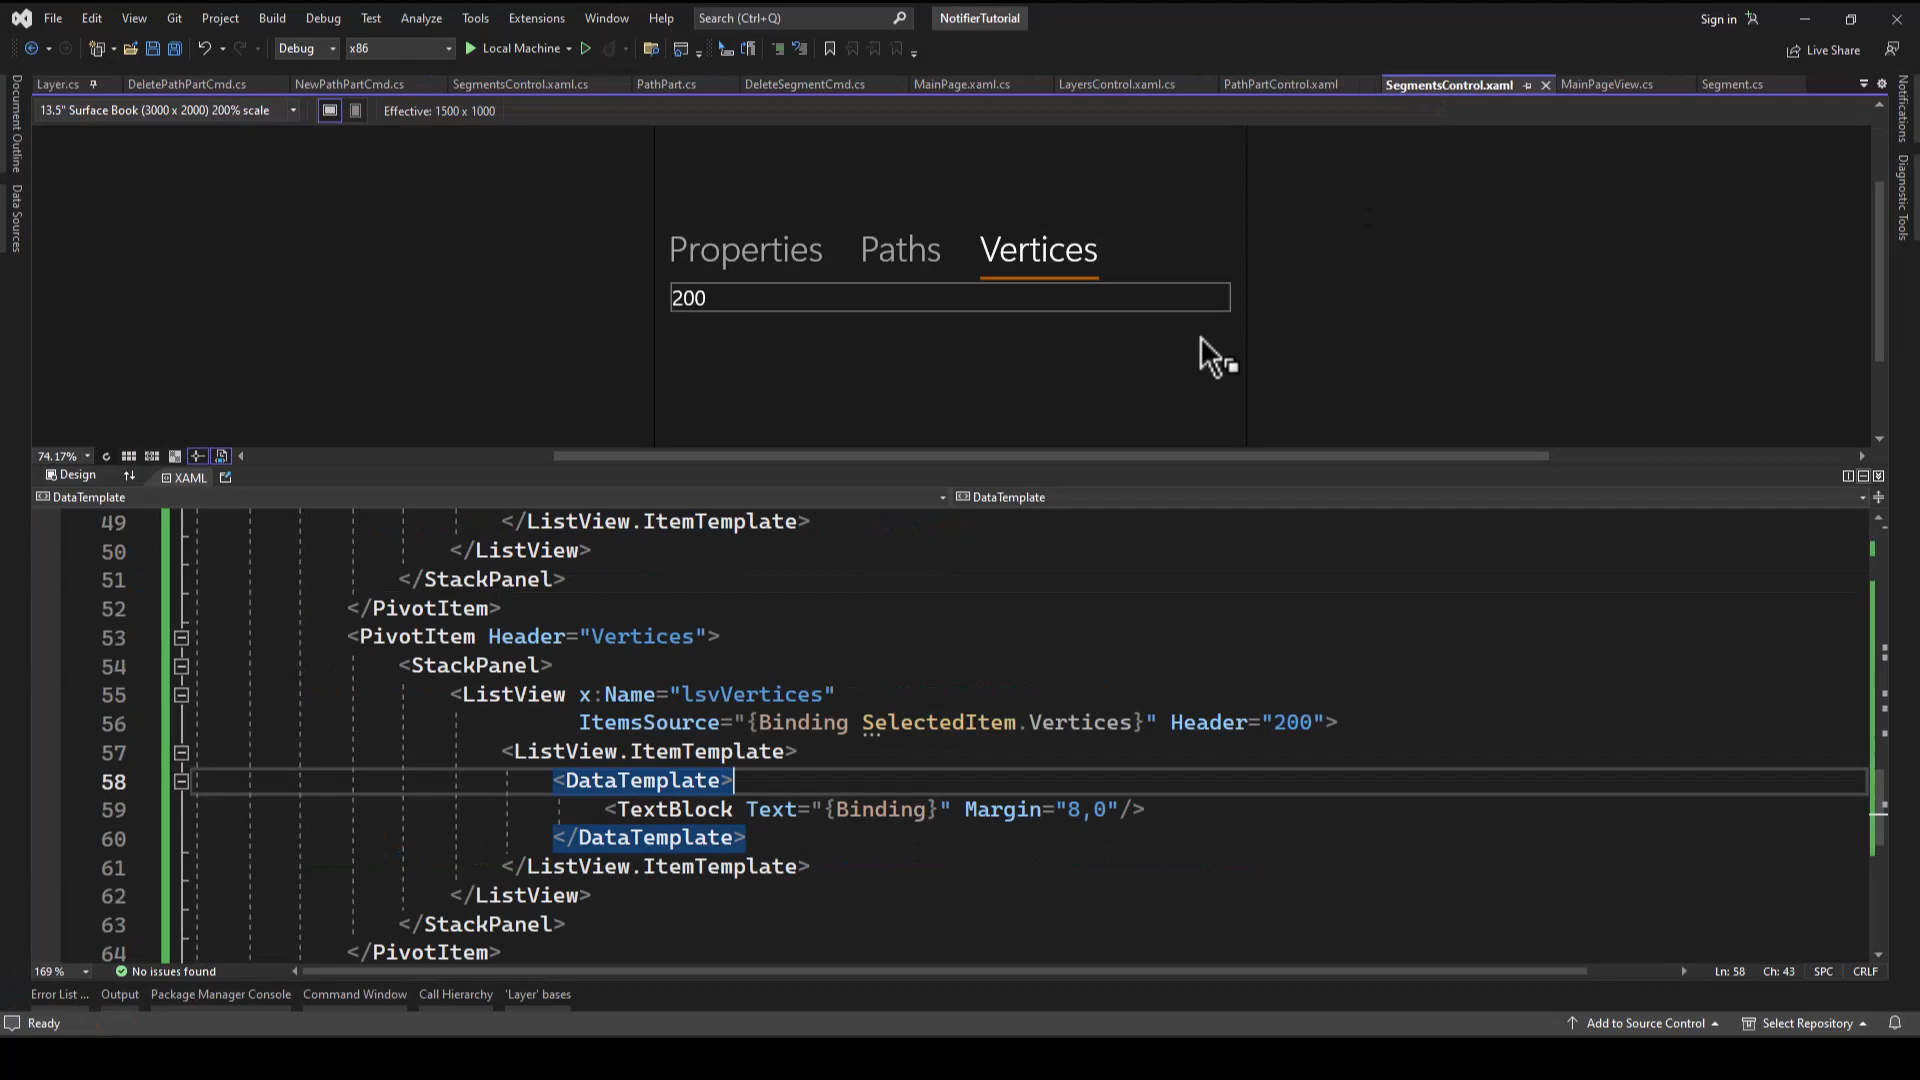 File Edit View Git Project Build Debug Test Analyze Tools Extensions Window Help Search (Ctrl+Q) NotifierTutorial Sign in
Debug x86 Local Machine Live Share
Layer.cs DeletePathPartCmd.cs NewPathPartCmd.cs SegmentsControl.xaml.cs PathPart.cs DeleteSegmentCmd.cs MainPage.xaml.cs LayersControl.xaml.cs PathPartControl.xaml SegmentsControl.xaml MainPageView.cs Segment.cs
13.5" Surface Book (3000 x 2000) 200% scale Effective: 1500 x 1000
Document Outline
Data Sources
Notifications
Diagnostic Tools
Properties Paths Vertices
200
74.17%
Design XAML
DataTemplate DataTemplate
49 </ListView.ItemTemplate>
50 </ListView>
51 </StackPanel>
52 </PivotItem>
53 <PivotItem Header="Vertices">
54 <StackPanel>
55 <ListView x:Name="lsvVertices"
56 ItemsSource="{Binding SelectedItem.Vertices}" Header="200">
57 <ListView.ItemTemplate>
58 <DataTemplate>
59 <TextBlock Text="{Binding}" Margin="8,0"/>
60 </DataTemplate>
61 </ListView.ItemTemplate>
62 </ListView>
63 </StackPanel>
64 </PivotItem>
169 % No issues found Ln: 58 Ch: 43 SPC CRLF
Error List ... Output Package Manager Console Command Window Call Hierarchy 'Layer' bases
Ready Add to Source Control Select Repository